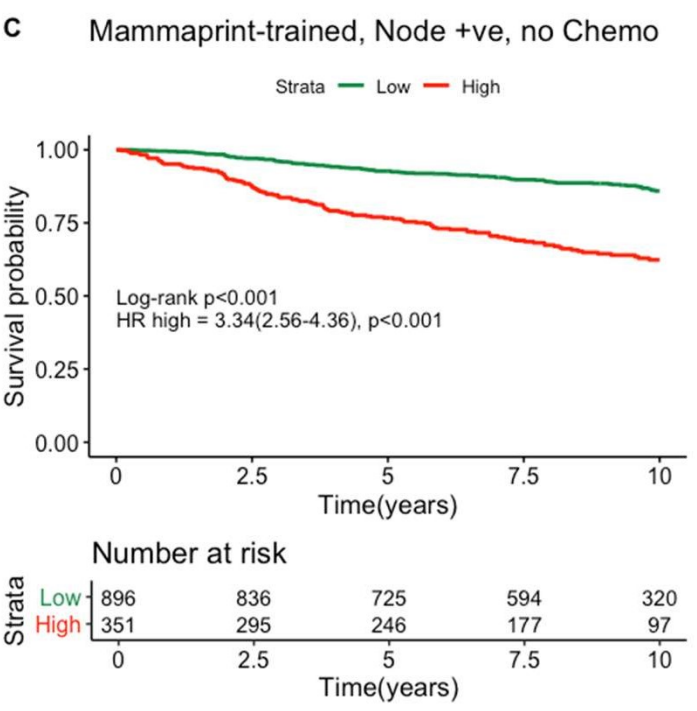 C Mammaprint-trained, Node +ve, no Chemo
Strata Low High
Survival probability
1.00
0.75
0.50
0.25
0.00
Log-rank p<0.001
HR high = 3.34(2.56-4.36), p<0.001
0 2.5 5 7.5 10
Time(years)
Number at risk
Strata
Low 896 836 725 594 320
High 351 295 246 177 97
0 2.5 5 7.5 10
Time(years)